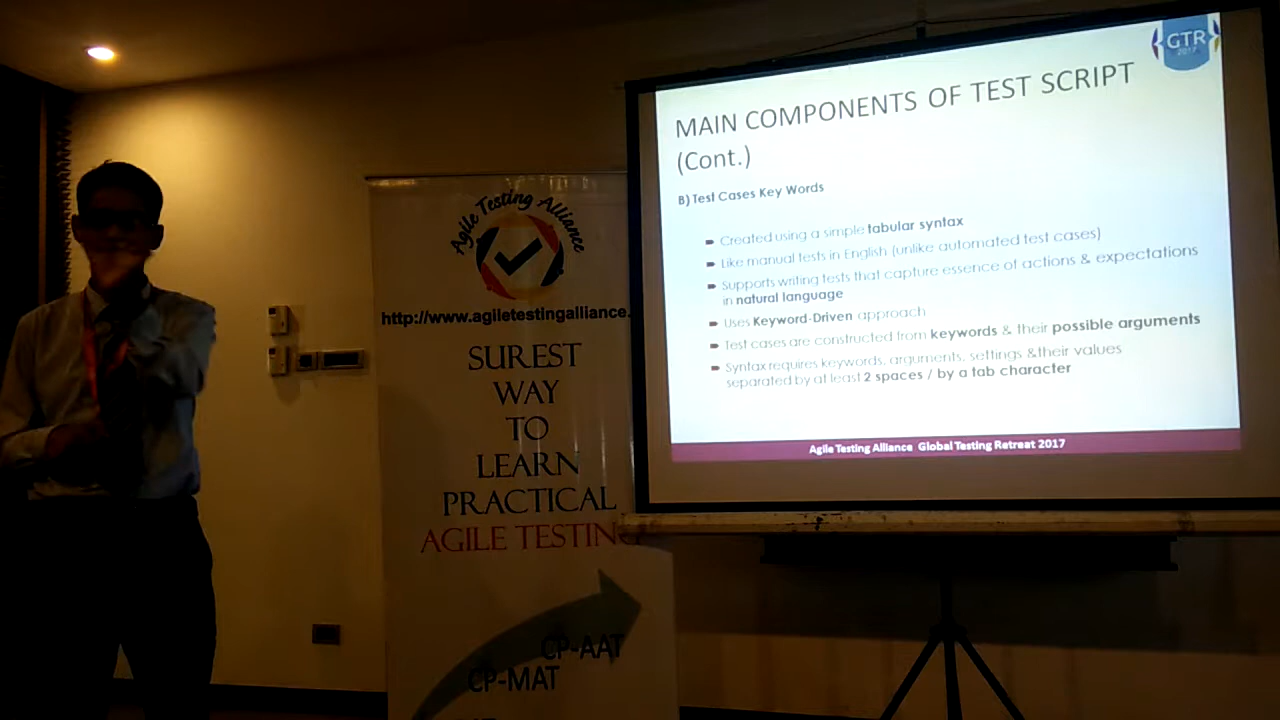 Agile Testing Alliance
http://www.agiletestingalliance.
SUREST
WAY
TO
LEARN
PRACTICAL
AGILE TESTING
CP-AAT
CP-MAT
GTR
2017
MAIN COMPONENTS OF TEST SCRIPT
(Cont.)
B) Test Cases Key Words
Created using a simple tabular syntax
Like manual tests in English (unlike automated test cases)
Supports writing tests that capture essence of actions & expectations
in natural language
Uses Keyword-Driven approach
Test cases are constructed from keywords & their possible arguments
Syntax requires keywords, arguments, settings &their values
separated by at least 2 spaces / by a tab character
Agile Testing Alliance Global Testing Retreat 2017